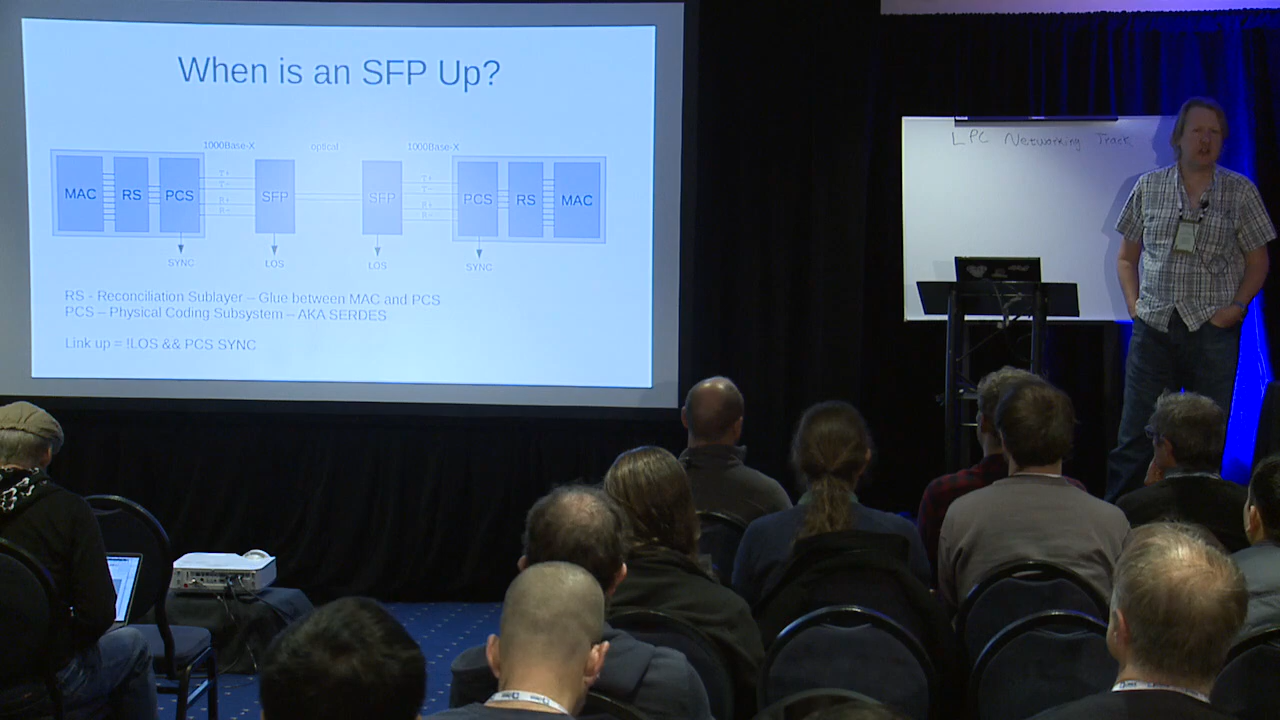 When is an SFP Up?
1000Base-X optical 1000Base-X
MAC RS PCS SFP SFP PCS RS MAC
T+ T+
T- T-
R+ R+
R- R-
SYNC LOS LOS SYNC
RS - Reconciliation Sublayer – Glue between MAC and PCS
PCS – Physical Coding Subsystem – AKA SERDES
Link up = !LOS && PCS SYNC
LPC Networking Track